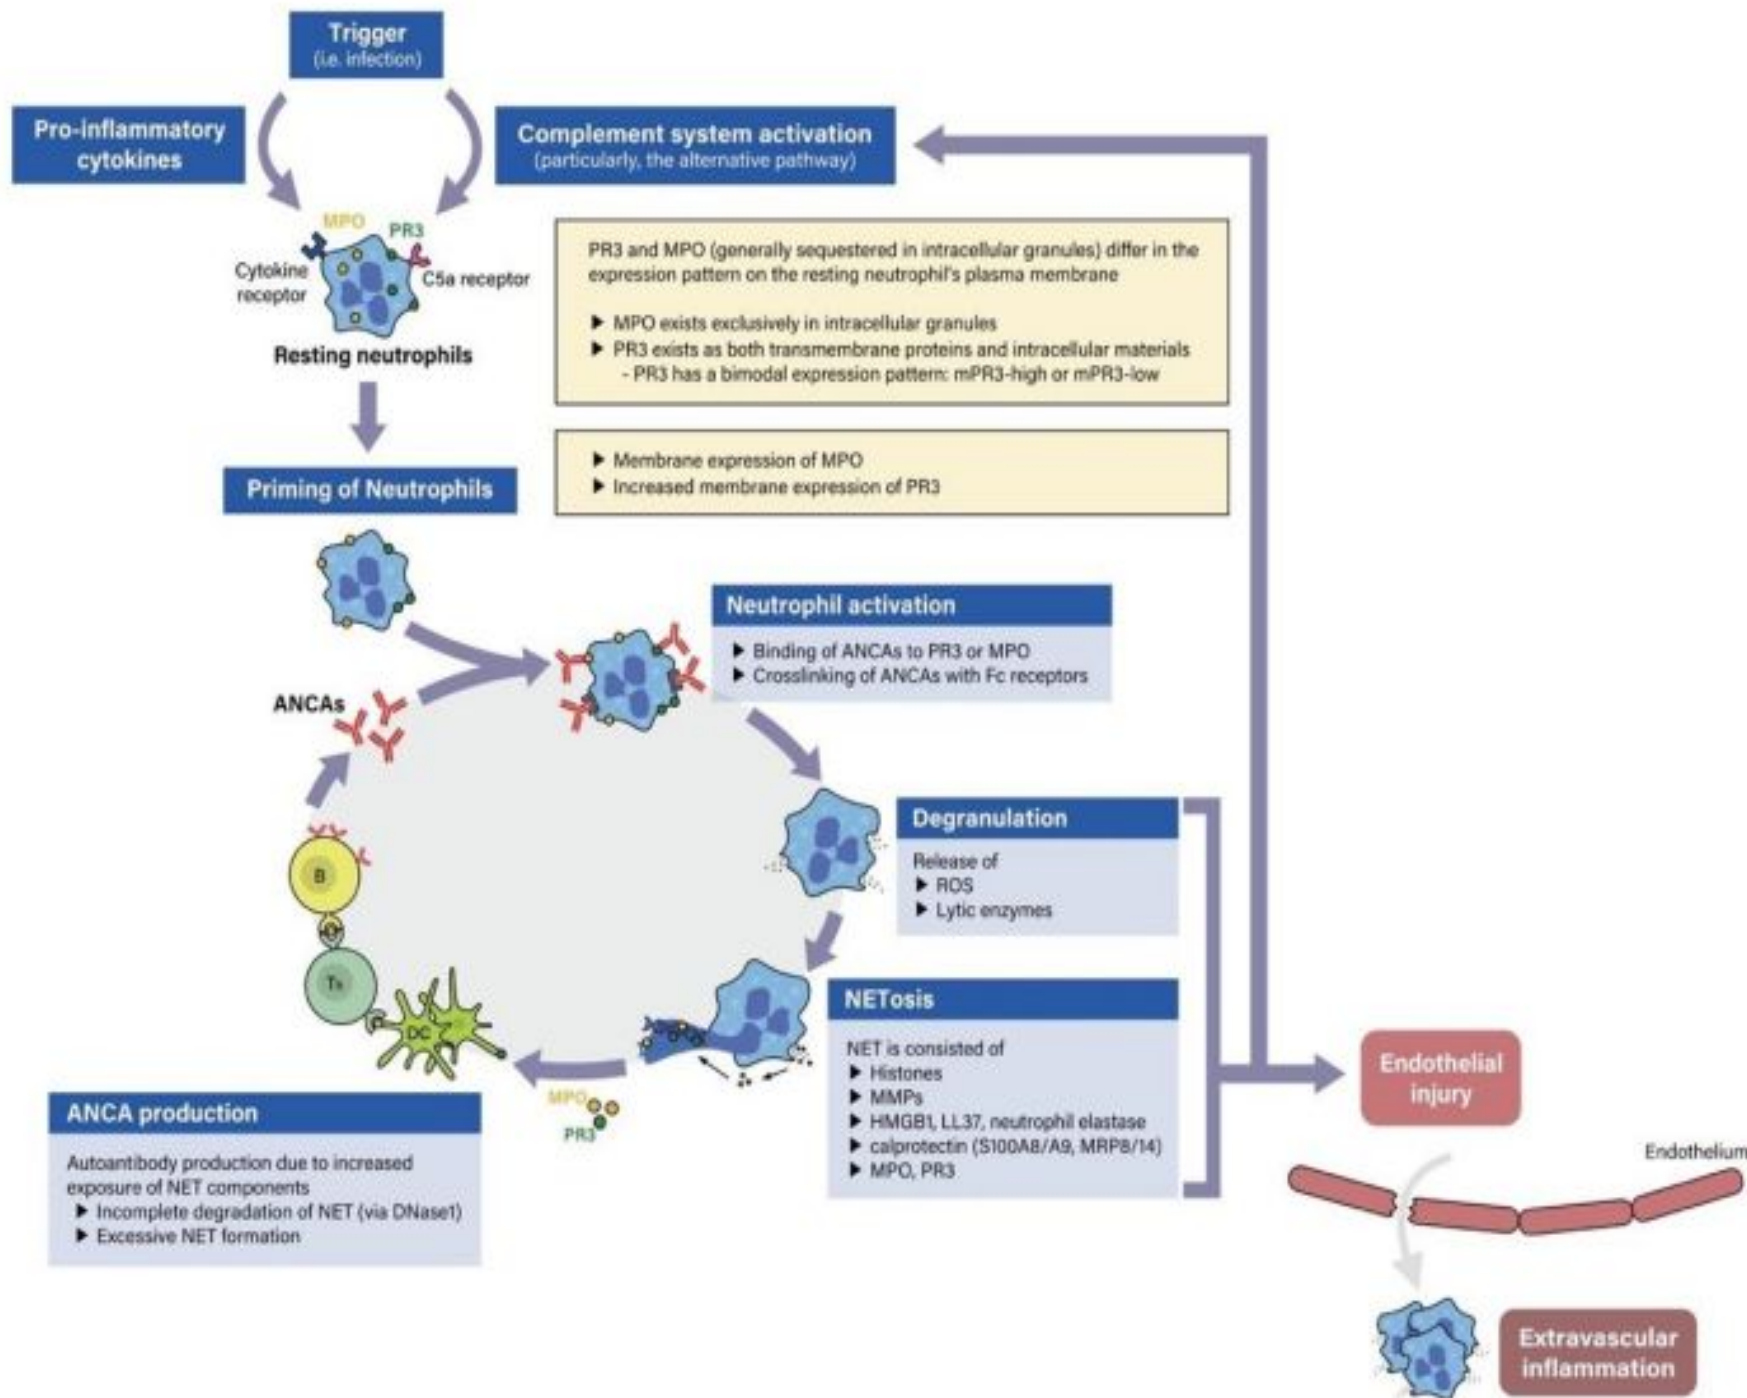 Trigger
(i.e. infection)
Pro-inflammatory
cytokines
Complement system activation
(particularly, the alternative pathway)
MPO
PR3
Cytokine
receptor
C5a receptor
Resting neutrophils
PR3 and MPO (generally sequestered in intracellular granules) differ in the
expression pattern on the resting neutrophil's plasma membrane
▶ MPO exists exclusively in intracellular granules
▶ PR3 exists as both transmembrane proteins and intracellular materials
- PR3 has a bimodal expression pattern: mPR3-high or mPR3-low
Priming of Neutrophils
▶ Membrane expression of MPO
▶ Increased membrane expression of PR3
Neutrophil activation
▶ Binding of ANCAs to PR3 or MPO
▶ Crosslinking of ANCAs with Fc receptors
ANCAs
Degranulation
Release of
▶ ROS
▶ Lytic enzymes
B
Th
DC
NETosis
NET is consisted of
▶ Histones
▶ MMPs
▶ HMGB1, LL37, neutrophil elastase
▶ calprotectin (S100A8/A9, MRP8/14)
▶ MPO, PR3
MPO
PR3
ANCA production
Autoantibody production due to increased
exposure of NET components
▶ Incomplete degradation of NET (via DNase1)
▶ Excessive NET formation
Endothelial
injury
Endothelium
Extravascular
inflammation